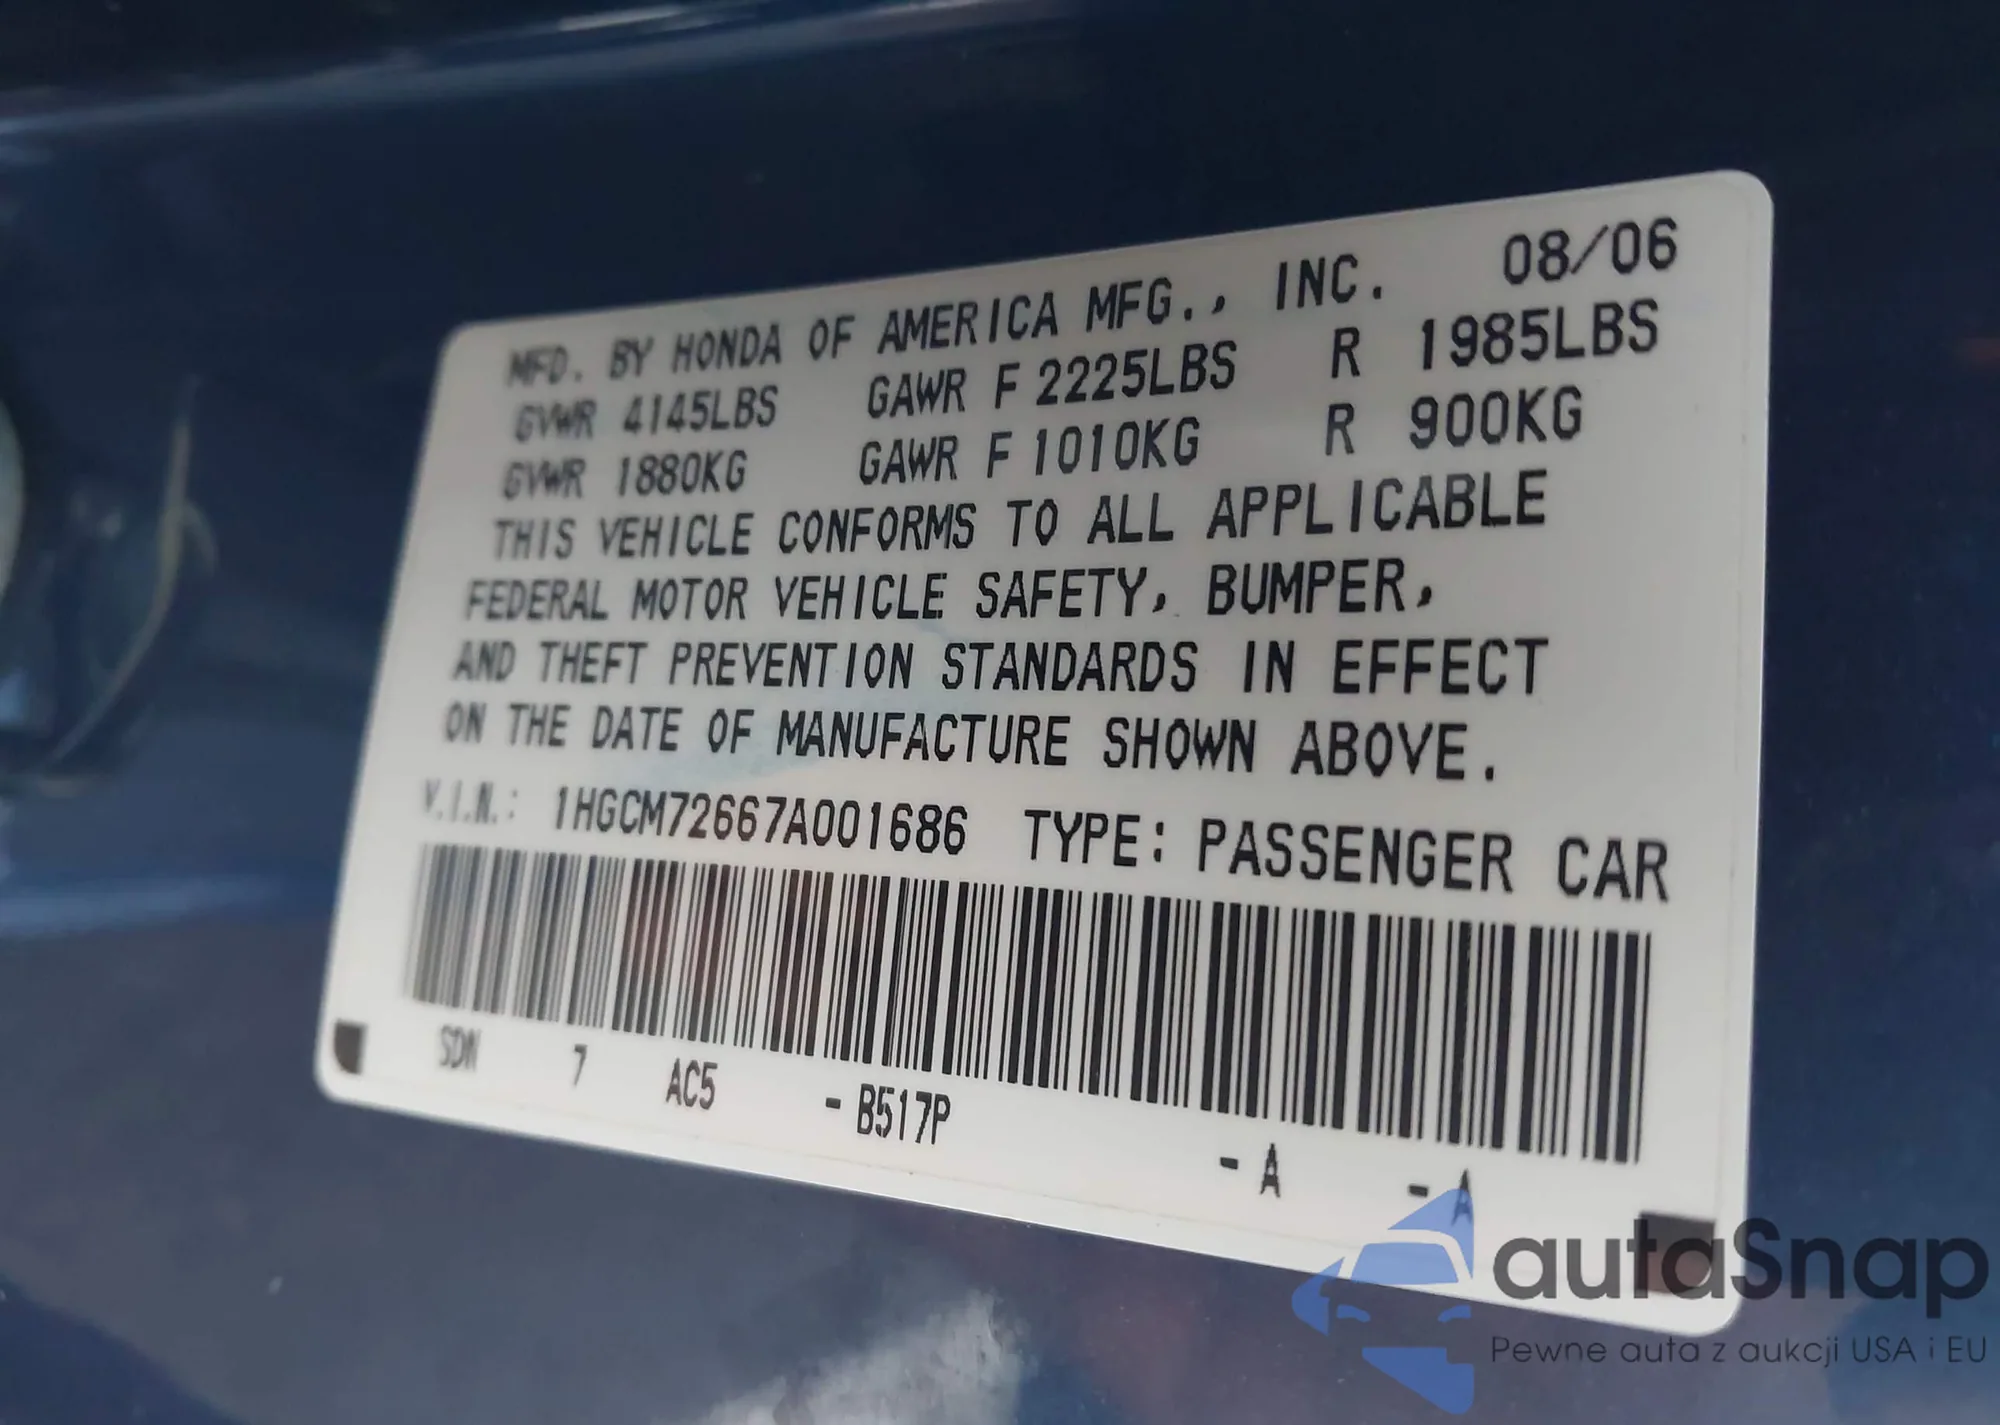 MFD. BY HONDA OF AMERICA MFG., INC. 08/06
GVWR 4145LBS GAWR F 2225LBS R 1985LBS
GVWR 1880KG GAWR F 1010KG R 900KG
THIS VEHICLE CONFORMS TO ALL APPLICABLE
FEDERAL MOTOR VEHICLE SAFETY, BUMPER,
AND THEFT PREVENTION STANDARDS IN EFFECT
ON THE DATE OF MANUFACTURE SHOWN ABOVE.
V.I.N.: 1HGCM72667A001686 TYPE: PASSENGER CAR
SDN 7 AC5 - B517P - A - A
autaSnap
Pewne auta z aukcji USA i EU